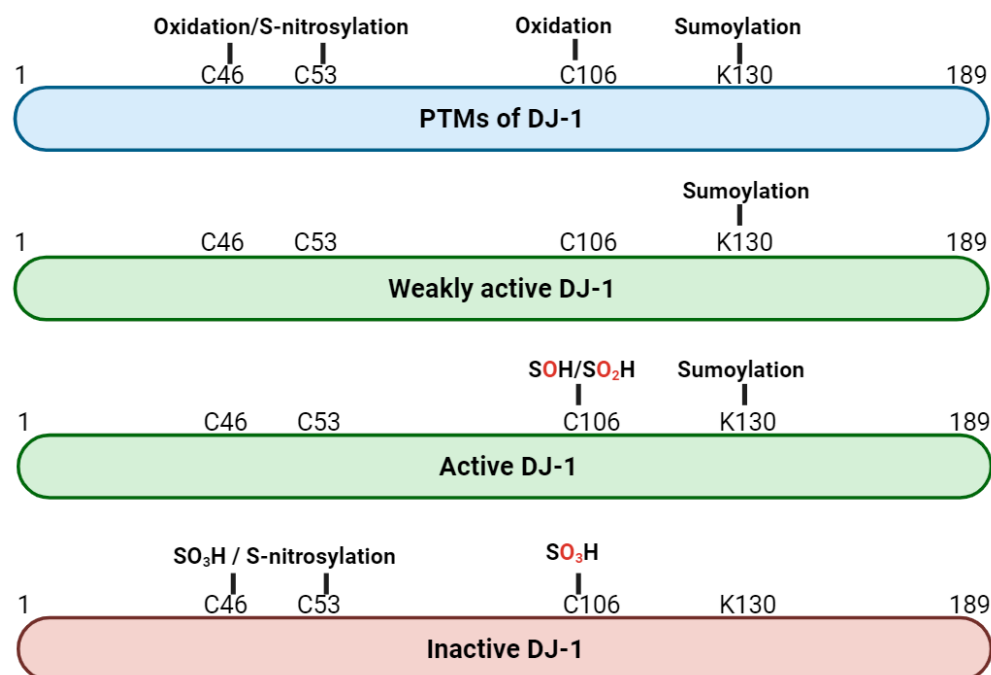 Oxidation/S-nitrosylation Oxidation Sumoylation
1 C46 C53 C106 K130 189
PTMs of DJ-1
Sumoylation
1 C46 C53 C106 K130 189
Weakly active DJ-1
SOH/SO₂H Sumoylation
1 C46 C53 C106 K130 189
Active DJ-1
SO₃H / S-nitrosylation SO₃H
1 C46 C53 C106 K130 189
Inactive DJ-1